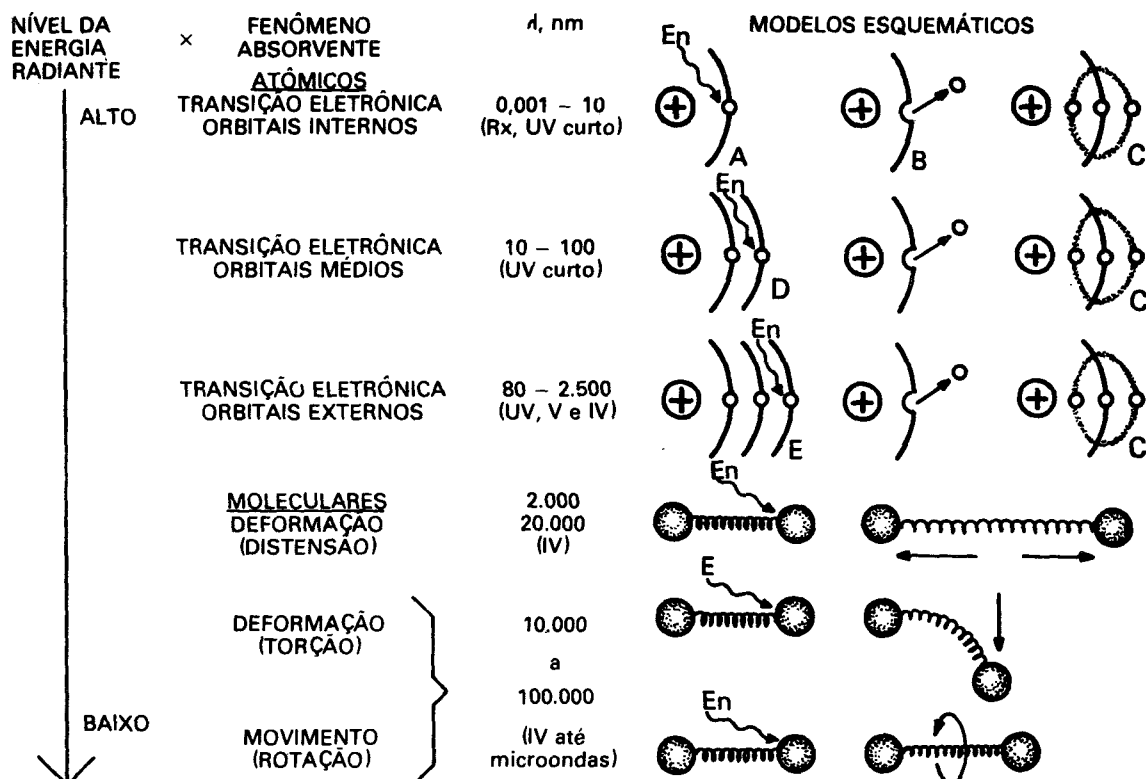 NÍVEL DA ENERGIA RADIANTE
×
FENÔMENO ABSORVENTE
λ, nm
MODELOS ESQUEMÁTICOS
ATÔMICOS
ALTO
TRANSIÇÃO ELETRÔNICA
ORBITAIS INTERNOS
0,001 – 10
(Rx, UV curto)
En
A
B
C
TRANSIÇÃO ELETRÔNICA
ORBITAIS MÉDIOS
10 – 100
(UV curto)
En
D
C
TRANSIÇÃO ELETRÔNICA
ORBITAIS EXTERNOS
80 – 2.500
(UV, V e IV)
En
E
C
MOLECULARES
DEFORMAÇÃO
(DISTENSÃO)
2.000
20.000
(IV)
En
DEFORMAÇÃO
(TORÇÃO)
10.000
a
100.000
E
BAIXO
MOVIMENTO
(ROTAÇÃO)
(IV até
microondas)
En